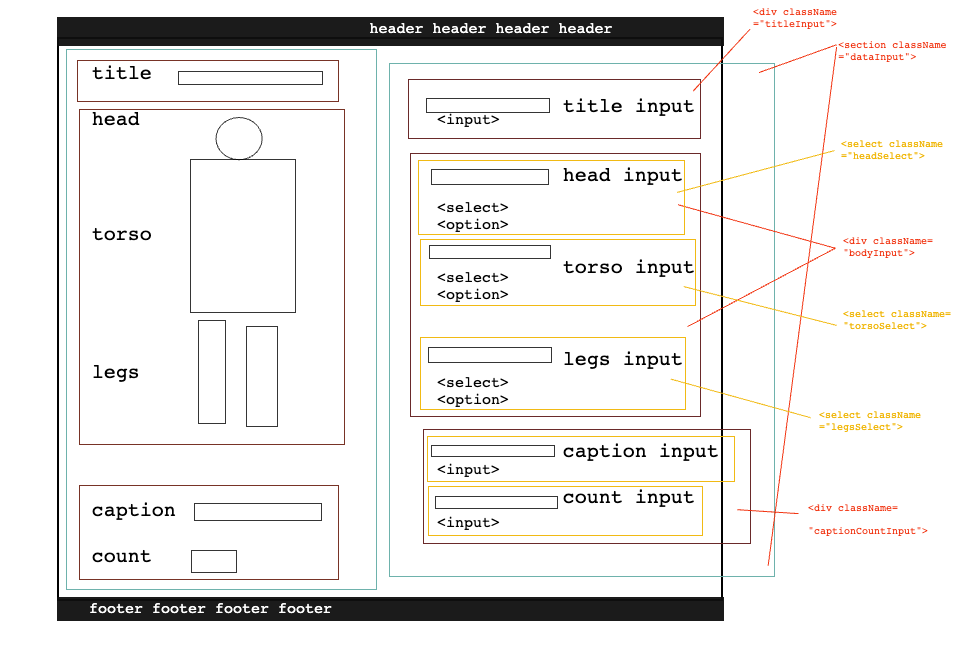 header header header header
title
head
torso
legs
caption
count
title input
<input>
head input
<select>
<option>
torso input
<select>
<option>
legs input
<select>
<option>
caption input
<input>
count input
<input>
<div className
="titleInput">
<section className
="dataInput">
<select className
="headSelect">
<div className=
"bodyInput">
<select className=
"torsoSelect">
<select className
="legsSelect">
<div className=
"captionCountInput">
footer footer footer footer